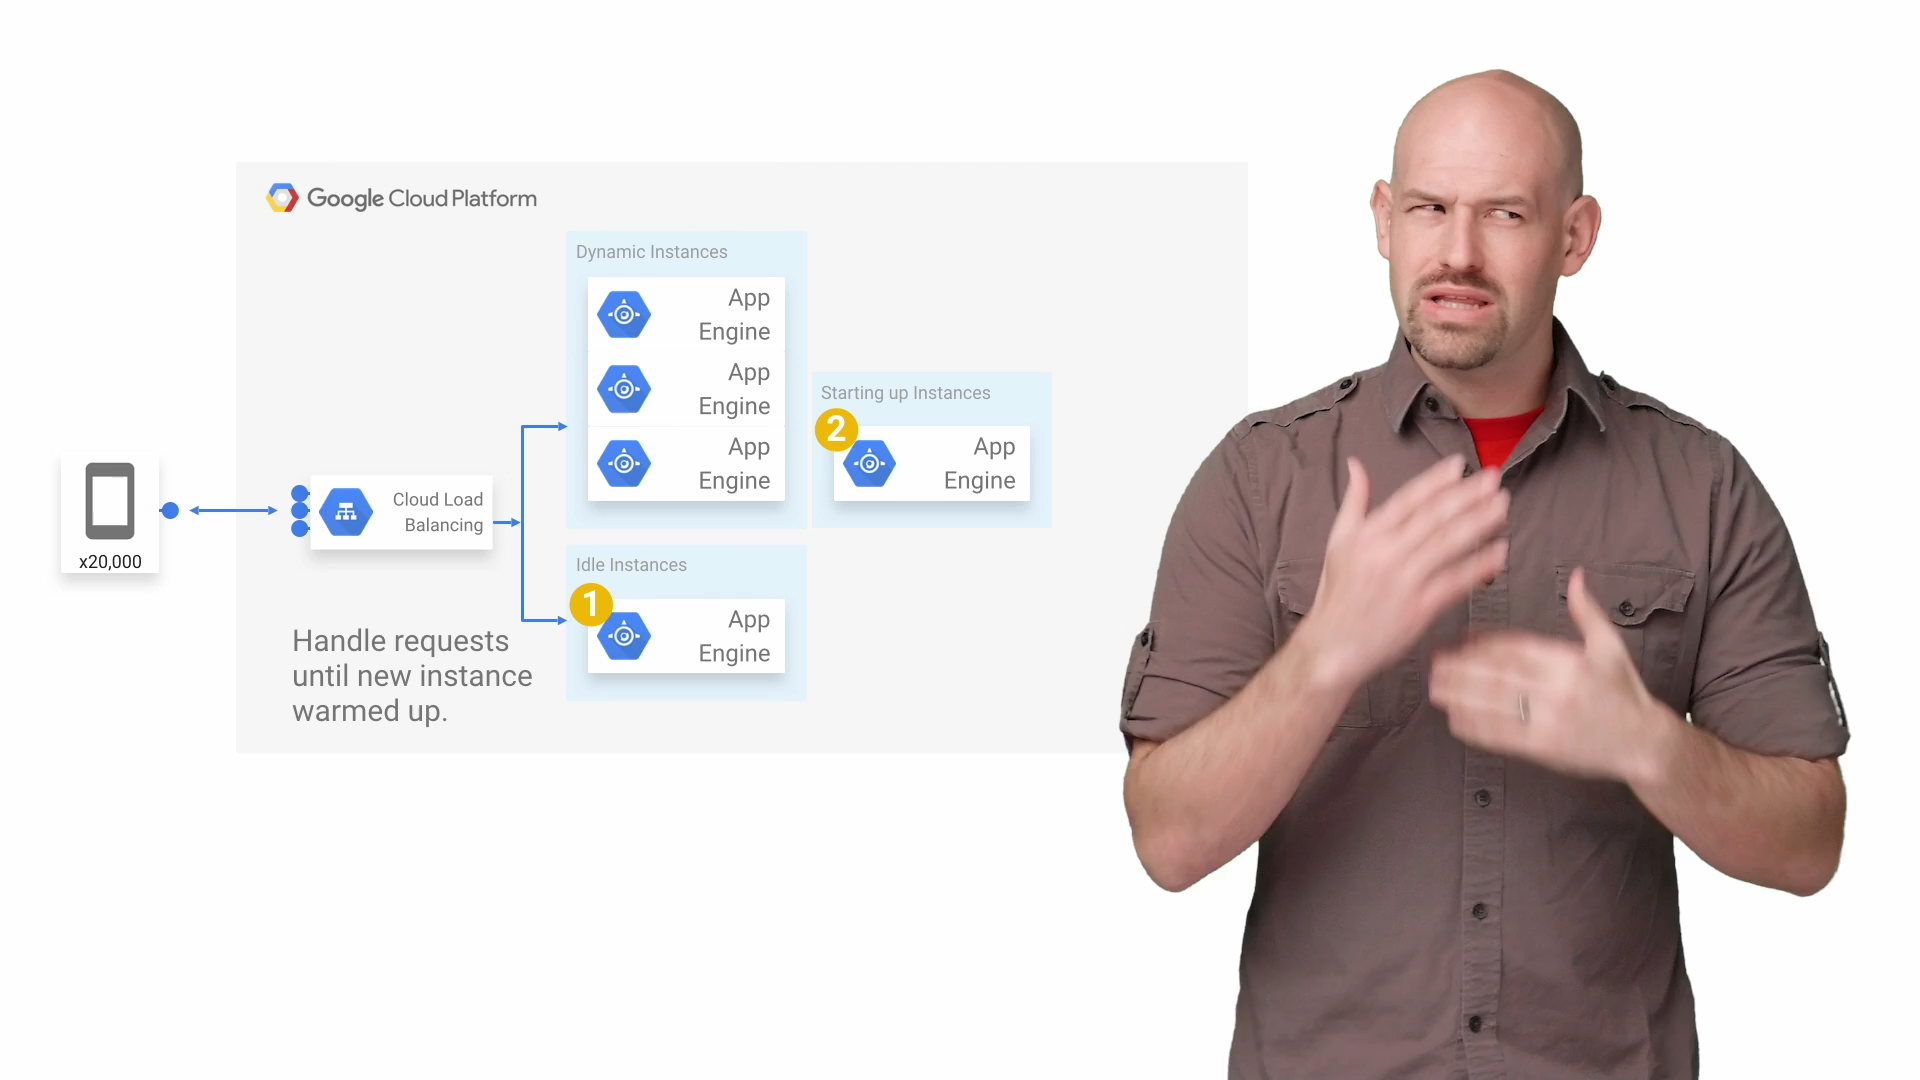 Google Cloud Platform
Dynamic Instances
App
Engine
App
Engine
App
Engine
Starting up Instances
2
App
Engine
x20,000
Cloud Load
Balancing
Idle Instances
1
App
Engine
Handle requests
until new instance
warmed up.